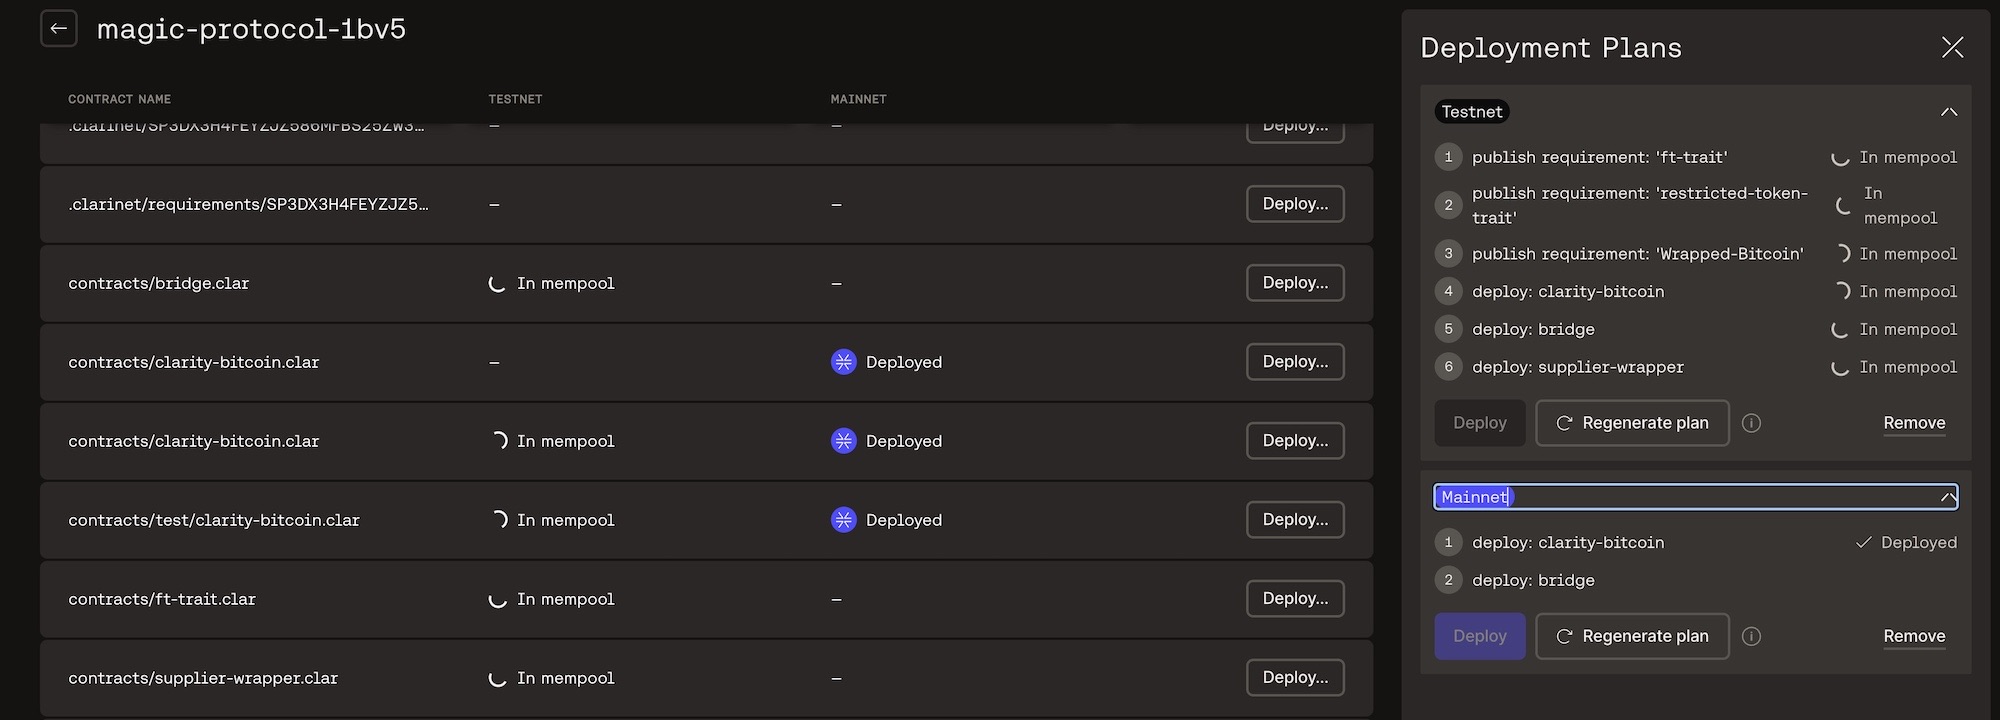 magic-protocol-1bv5
CONTRACT NAME TESTNET MAINNET
.clarinet/SP3DX3H4FEYZJZ586MFBS25ZW3… – – Deploy...
.clarinet/requirements/SP3DX3H4FEYZJZ5… – – Deploy...
contracts/bridge.clar In mempool – Deploy...
contracts/clarity-bitcoin.clar – Deployed Deploy...
contracts/clarity-bitcoin.clar In mempool Deployed Deploy...
contracts/test/clarity-bitcoin.clar In mempool Deployed Deploy...
contracts/ft-trait.clar In mempool – Deploy...
contracts/supplier-wrapper.clar In mempool – Deploy...
Deployment Plans
Testnet
1 publish requirement: 'ft-trait' In mempool
2 publish requirement: 'restricted-token-
trait' In
mempool
3 publish requirement: 'Wrapped-Bitcoin' In mempool
4 deploy: clarity-bitcoin In mempool
5 deploy: bridge In mempool
6 deploy: supplier-wrapper In mempool
Deploy Regenerate plan Remove
Mainnet
1 deploy: clarity-bitcoin Deployed
2 deploy: bridge
Deploy Regenerate plan Remove